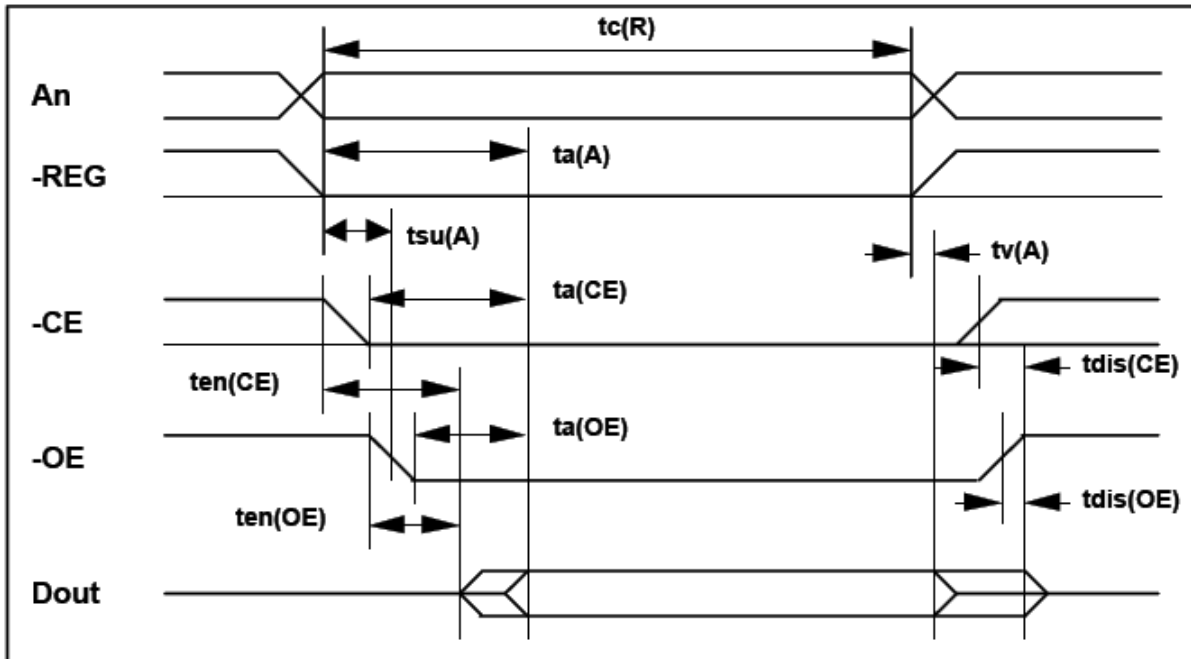 tc(R)
An
ta(A)
-REG
tsu(A)
tv(A)
ta(CE)
-CE
tdis(CE)
ten(CE)
ta(OE)
-OE
tdis(OE)
ten(OE)
Dout